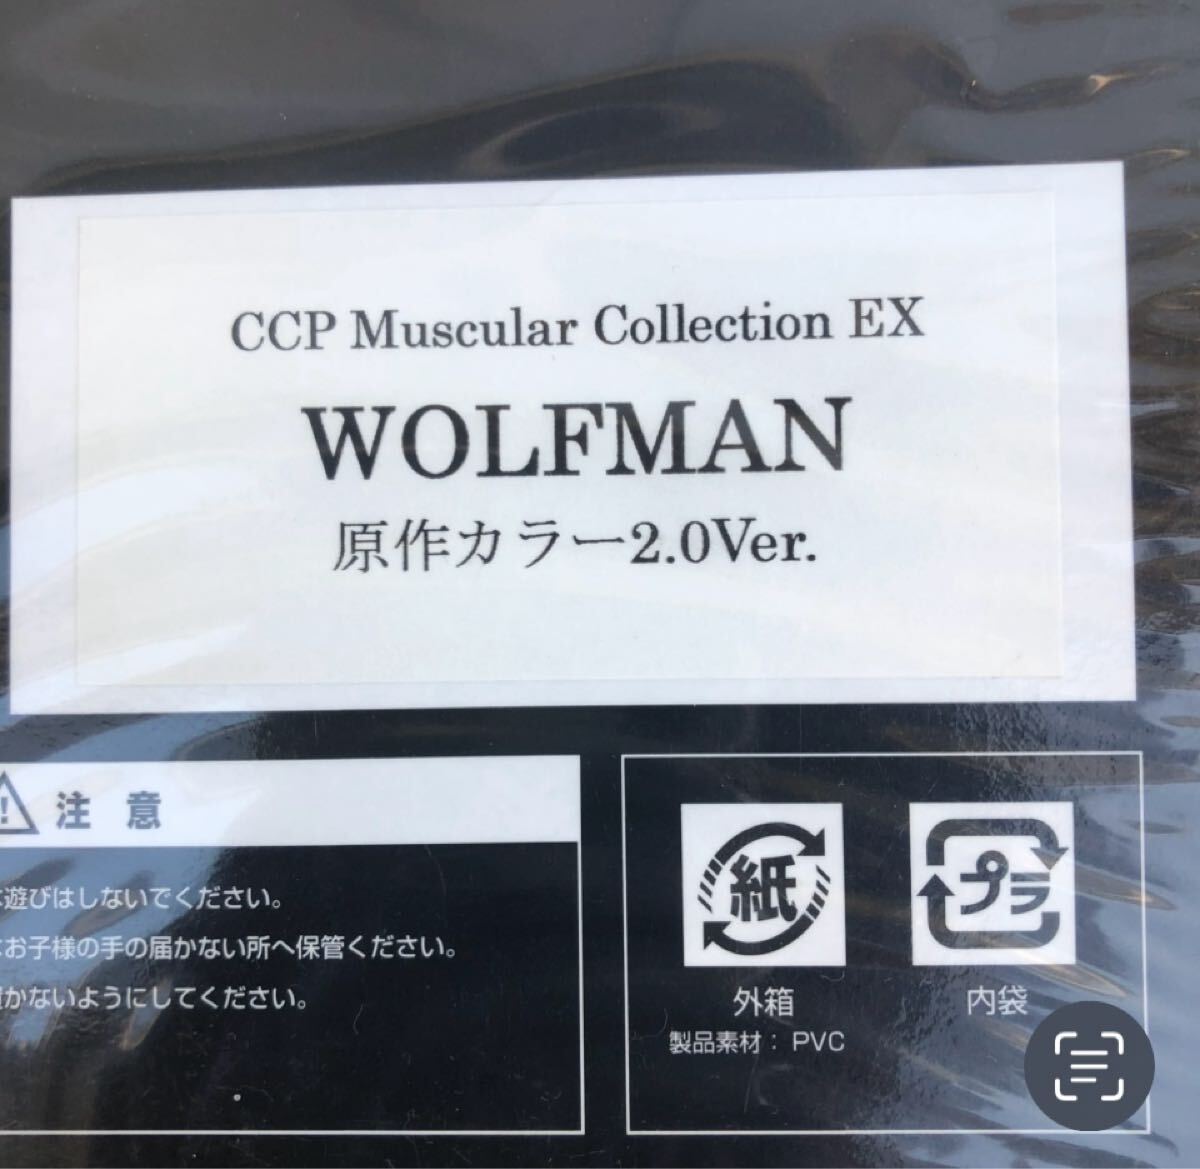 CCP Muscular Collection EX
WOLFMAN
原作カラー2.0Ver.
注 意
遊びはしないでください。
お子様の手の届かない所へ保管ください。
かないようにしてください。
紙
プラ
外箱
内袋
製品素材：PVC